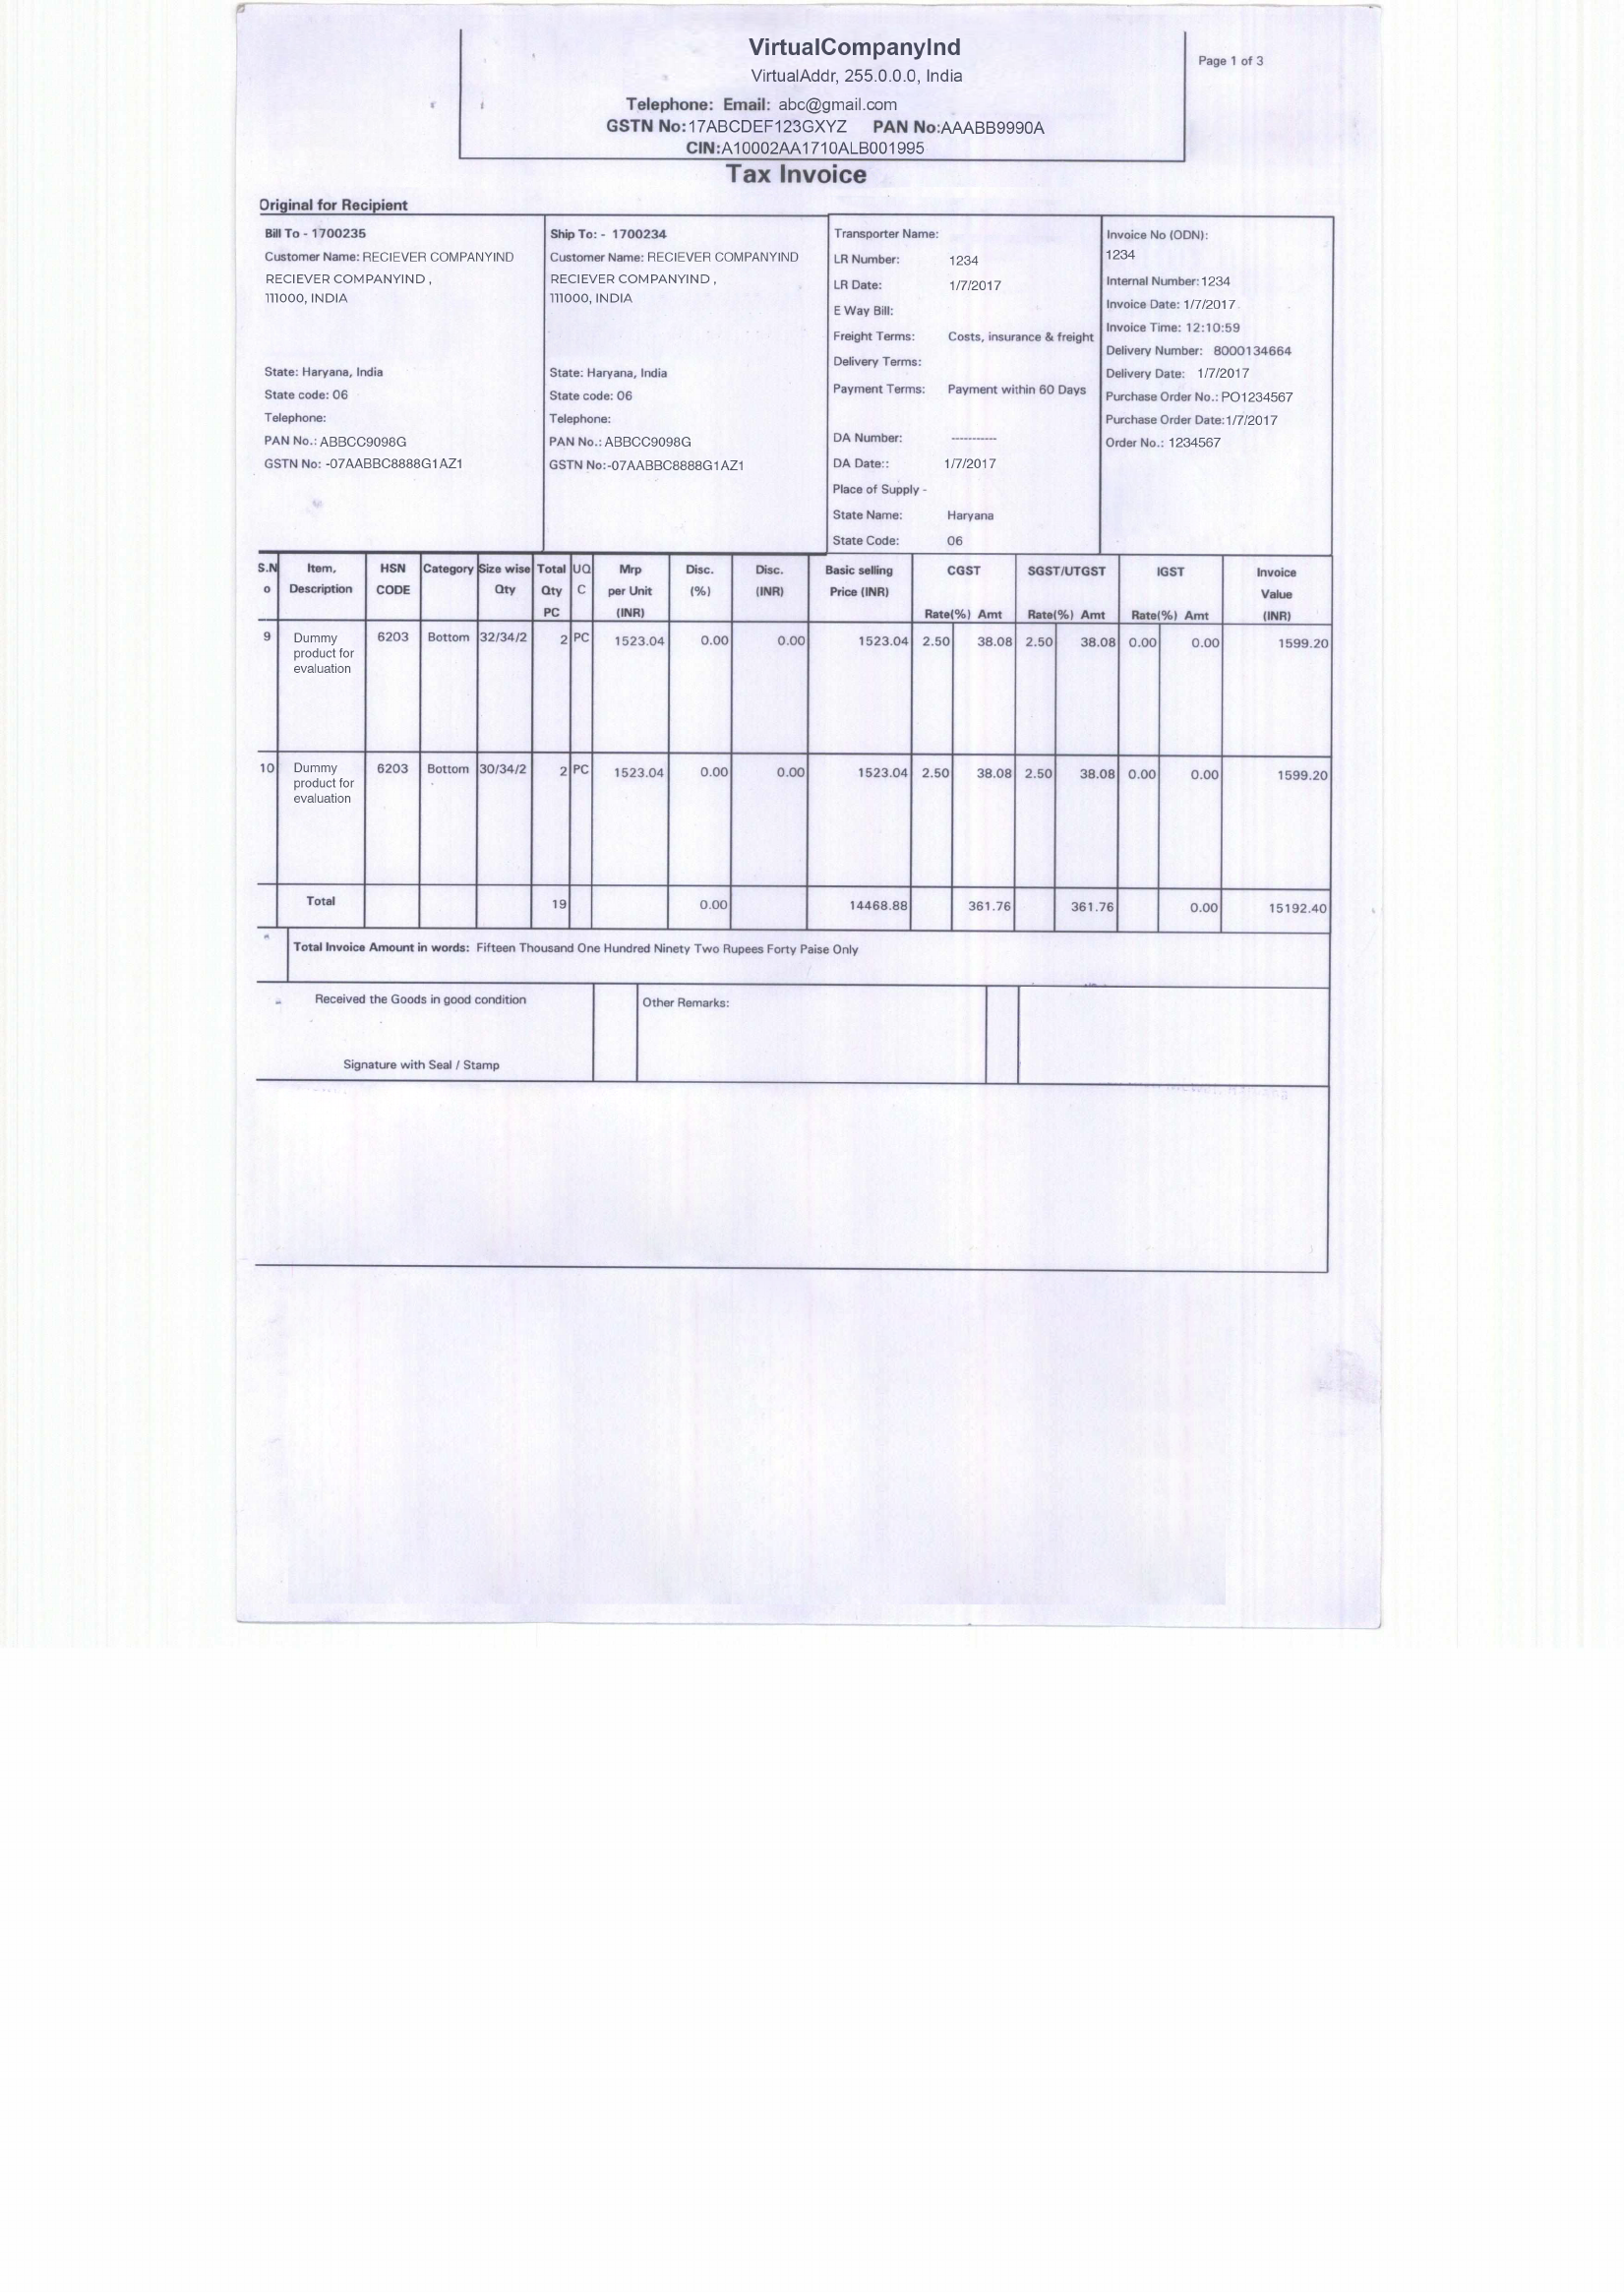 VirtualCompanyInd
Page 1 of 3
VirtualAddr, 255.0.0.0, India
Telephone: Email: abc@gmail.com
GSTN No:17ABCDEF123GXYZ PAN No:AAABB9990A
CIN:A10002AA1710ALB001995
Tax Invoice
Original for Recipient
Bill To - 1700235
Customer Name: RECIEVER COMPANYIND
RECIEVER COMPANYIND ,
111000, INDIA
State: Haryana, India
State code: 06
Telephone:
PAN No.: ABBCC9098G
GSTN No: -07AABBC8888G1AZ1
Ship To: - 1700234
Customer Name: RECIEVER COMPANYIND
RECIEVER COMPANYIND ,
111000, INDIA
State: Haryana, India
State code: 06
Telephone:
PAN No.: ABBCC9098G
GSTN No:-07AABBC8888G1AZ1
Transporter Name:
LR Number: 1234
LR Date: 1/7/2017
E Way Bill:
Freight Terms: Costs, insurance & freight
Delivery Terms:
Payment Terms: Payment within 60 Days
DA Number: -----------
DA Date:: 1/7/2017
Place of Supply -
State Name: Haryana
State Code: 06
Invoice No (ODN):
1234
Internal Number: 1234
Invoice Date: 1/7/2017
Invoice Time: 12:10:59
Delivery Number: 8000134664
Delivery Date: 1/7/2017
Purchase Order No.: PO1234567
Purchase Order Date:1/7/2017
Order No.: 1234567
S.N Item, HSN Category Size wise Total UQ Mrp Disc. Disc. Basic selling CGST SGST/UTGST IGST Invoice
o Description CODE Qty Qty C per Unit (%) (INR) Price (INR) Value
PC (INR) Rate(%) Amt Rate(%) Amt Rate(%) Amt (INR)
9 Dummy 6203 Bottom 32/34/2 2 PC 1523.04 0.00 0.00 1523.04 2.50 38.08 2.50 38.08 0.00 0.00 1599.20
product for
evaluation
10 Dummy 6203 Bottom 30/34/2 2 PC 1523.04 0.00 0.00 1523.04 2.50 38.08 2.50 38.08 0.00 0.00 1599.20
product for
evaluation
Total 19 0.00 14468.88 361.76 361.76 0.00 15192.40
Total Invoice Amount in words: Fifteen Thousand One Hundred Ninety Two Rupees Forty Paise Only
Received the Goods in good condition
Other Remarks:
Signature with Seal / Stamp